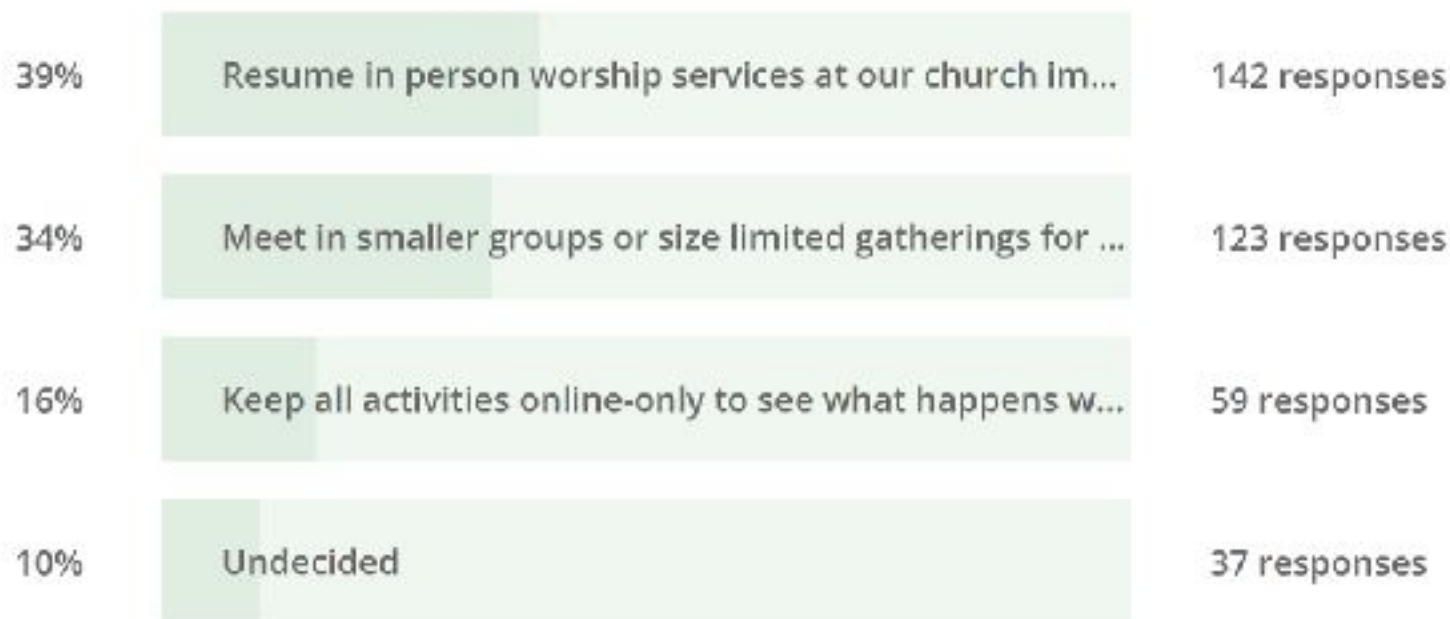 39% Resume in person worship services at our church im... 142 responses
34% Meet in smaller groups or size limited gatherings for ... 123 responses
16% Keep all activities online-only to see what happens w... 59 responses
10% Undecided 37 responses